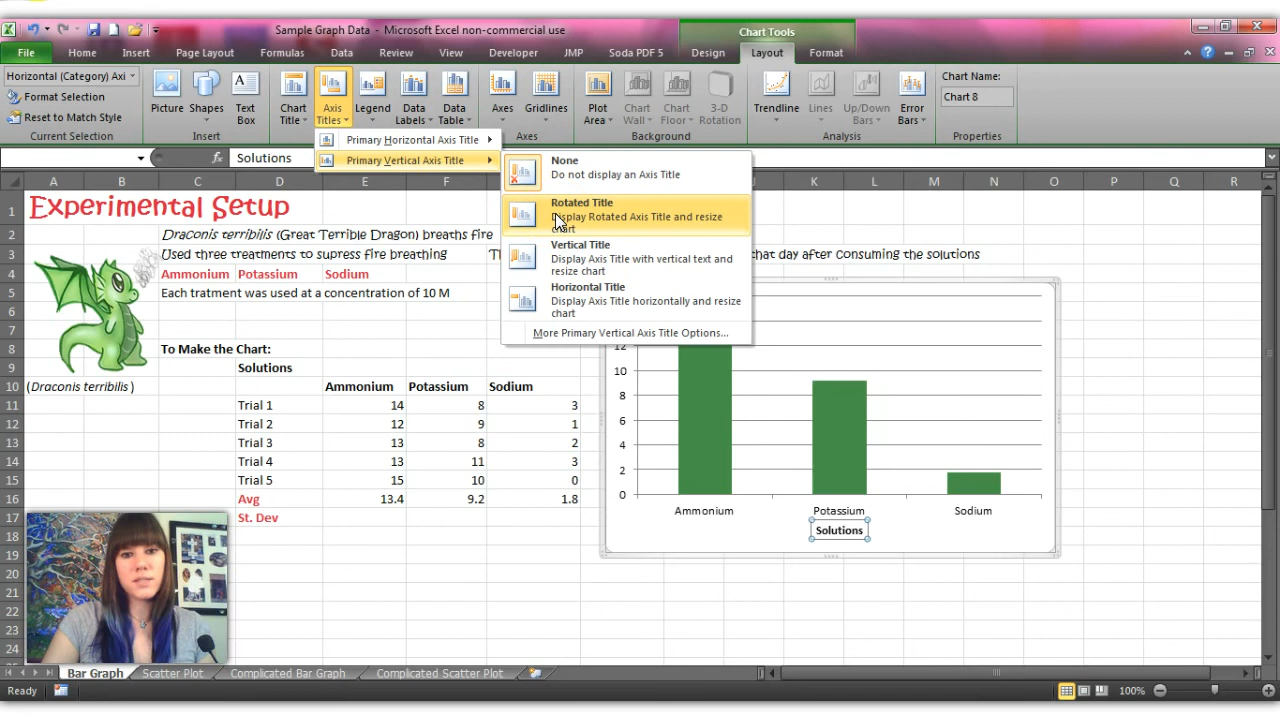 Sample Graph Data - Microsoft Excel non-commercial use
Chart Tools
File Home Insert Page Layout Formulas Data Review View Developer JMP Soda PDF 5 Design Layout Format
Horizontal (Category) Axi
Format Selection
Reset to Match Style
Current Selection
Picture
Shapes
Text
Box
Insert
Chart
Title
Axis
Titles
Legend
Data
Labels
Data
Table
Axes
Gridlines
Axes
Plot
Area
Chart
Wall
Chart
Floor
3-D
Rotation
Background
Trendline
Lines
Up/Down
Bars
Error
Bars
Analysis
Chart Name:
Chart 8
Properties
Primary Horizontal Axis Title
Primary Vertical Axis Title
None
Do not display an Axis Title
Rotated Title
Display Rotated Axis Title and resize
chart
Vertical Title
Display Axis Title with vertical text and
resize chart
Horizontal Title
Display Axis Title horizontally and resize
chart
More Primary Vertical Axis Title Options...
fx Solutions
A B C D E F J K L M N O P Q R
1 Experimental Setup
2 Draconis terribilis (Great Terrible Dragon) breaths fire
3 Used three treatments to supress fire breathing that day after consuming the solutions
4 Ammonium Potassium Sodium
5 Each tratment was used at a concentration of 10 M
6
7
8 To Make the Chart:
9 Solutions
10 (Draconis terribilis) Ammonium Potassium Sodium
11 Trial 1 14 8 3
12 Trial 2 12 9 1
13 Trial 3 13 8 2
14 Trial 4 13 11 3
15 Trial 5 15 10 0
16 Avg 13.4 9.2 1.8
17 St. Dev
18
19
20
21
22
23
24
12
10
8
6
4
2
0
Ammonium Potassium Sodium
Solutions
Bar Graph Scatter Plot Complicated Bar Graph Complicated Scatter Plot
Ready 100%